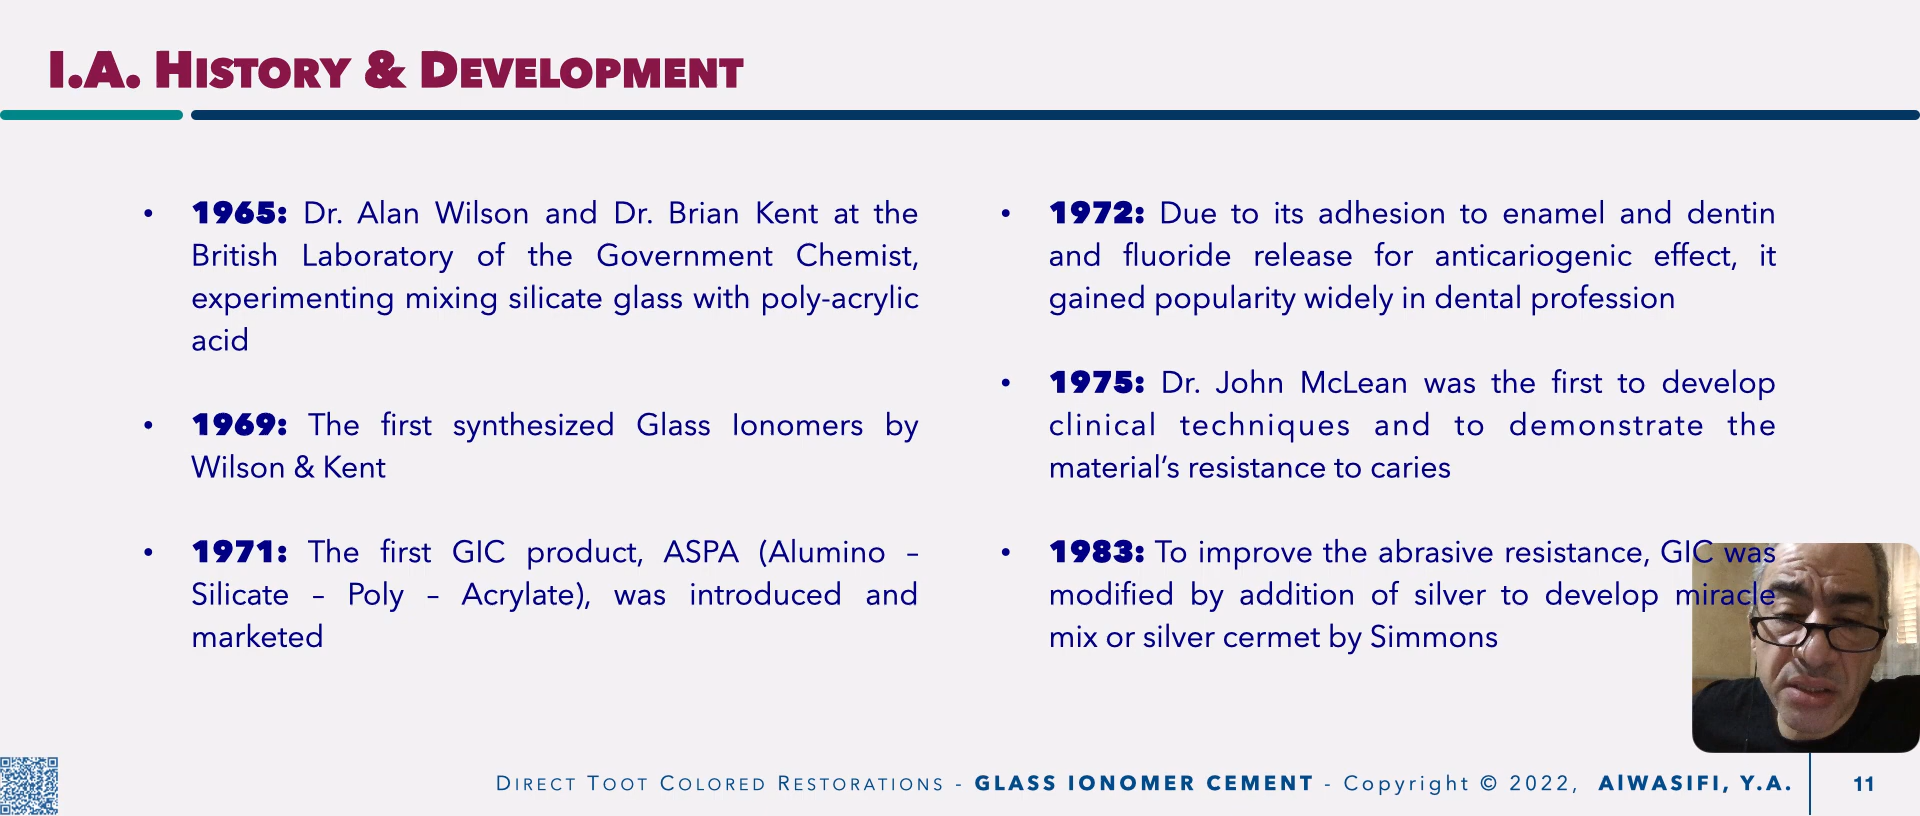 I.A. HISTORY & DEVELOPMENT
• 1965: Dr. Alan Wilson and Dr. Brian Kent at the
British Laboratory of the Government Chemist,
experimenting mixing silicate glass with poly-acrylic
acid
• 1969: The first synthesized Glass Ionomers by
Wilson & Kent
• 1971: The first GIC product, ASPA (Alumino –
Silicate – Poly – Acrylate), was introduced and
marketed
• 1972: Due to its adhesion to enamel and dentin
and fluoride release for anticariogenic effect, it
gained popularity widely in dental profession
• 1975: Dr. John McLean was the first to develop
clinical techniques and to demonstrate the
material’s resistance to caries
• 1983: To improve the abrasive resistance, GIC was
modified by addition of silver to develop miracle
mix or silver cermet by Simmons
DIRECT TOOT COLORED RESTORATIONS - GLASS IONOMER CEMENT - Copyright © 2022, AlWASIFI, Y.A. 11